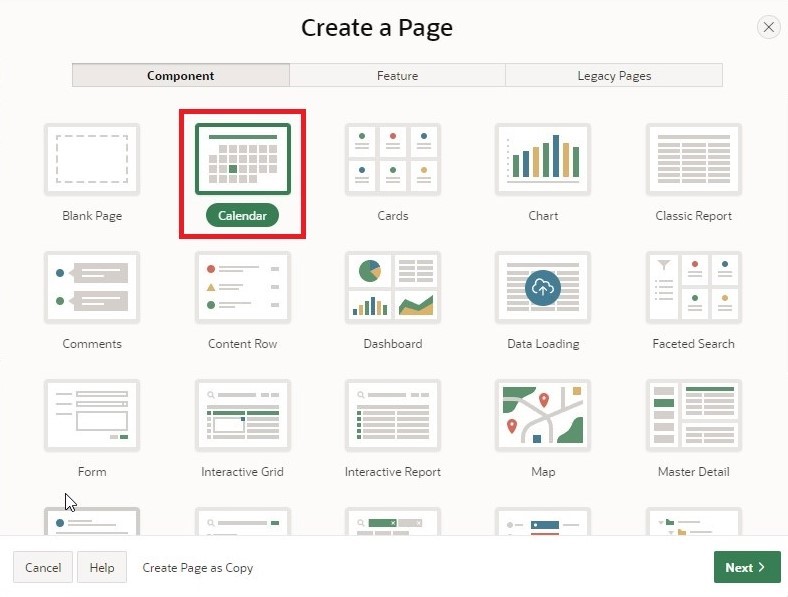 Create a Page
Component
Feature
Legacy Pages
Blank Page
Calendar
Cards
Chart
Classic Report
Comments
Content Row
Dashboard
Data Loading
Faceted Search
Form
Interactive Grid
Interactive Report
Map
Master Detail
Cancel
Help
Create Page as Copy
Next